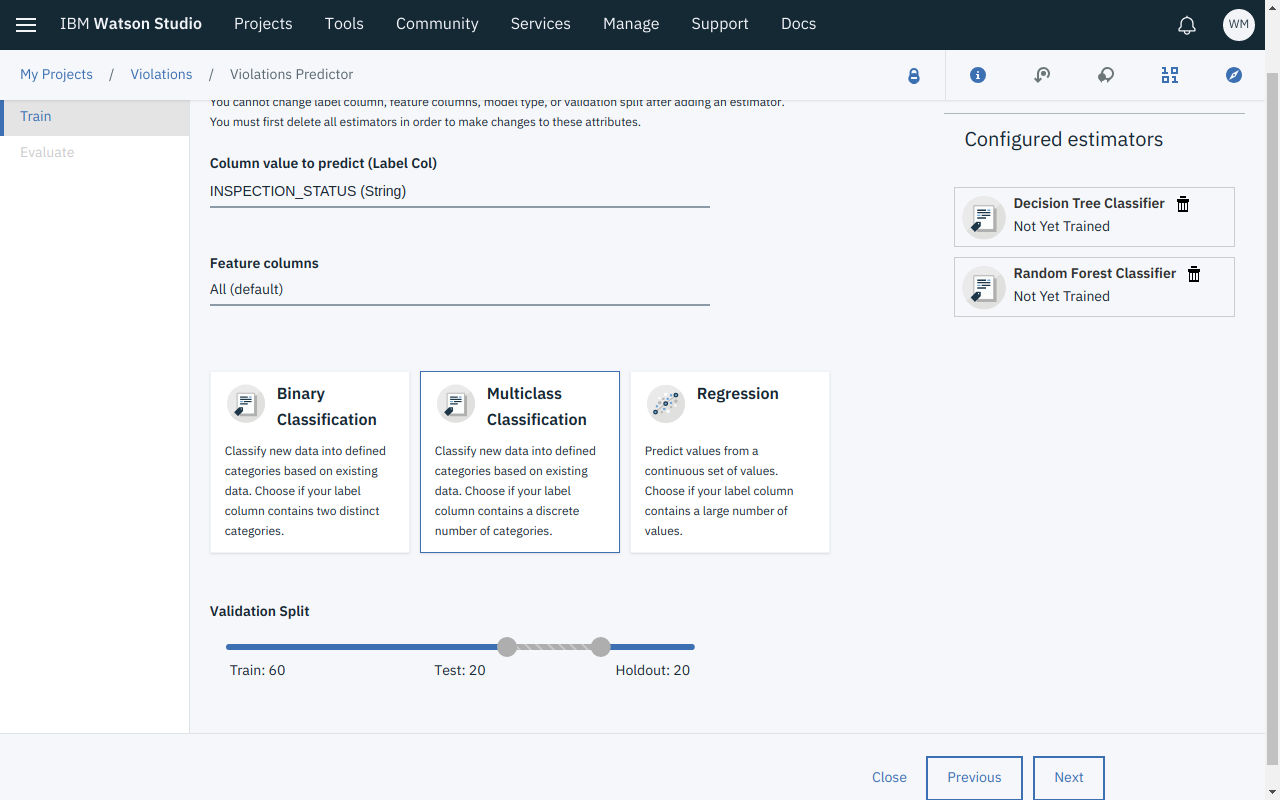 IBM Watson Studio Projects Tools Community Services Manage Support Docs WM
My Projects / Violations / Violations Predictor
Train
Evaluate
You cannot change label column, feature columns, model type, or validation split after adding an estimator.
You must first delete all estimators in order to make changes to these attributes.
Column value to predict (Label Col)
INSPECTION_STATUS (String)
Feature columns
All (default)
Binary
Classification
Classify new data into defined
categories based on existing
data. Choose if your label
column contains two distinct
categories.
Multiclass
Classification
Classify new data into defined
categories based on existing
data. Choose if your label
column contains a discrete
number of categories.
Regression
Predict values from a
continuous set of values.
Choose if your label column
contains a large number of
values.
Validation Split
Train: 60 Test: 20 Holdout: 20
Configured estimators
Decision Tree Classifier
Not Yet Trained
Random Forest Classifier
Not Yet Trained
Close Previous Next